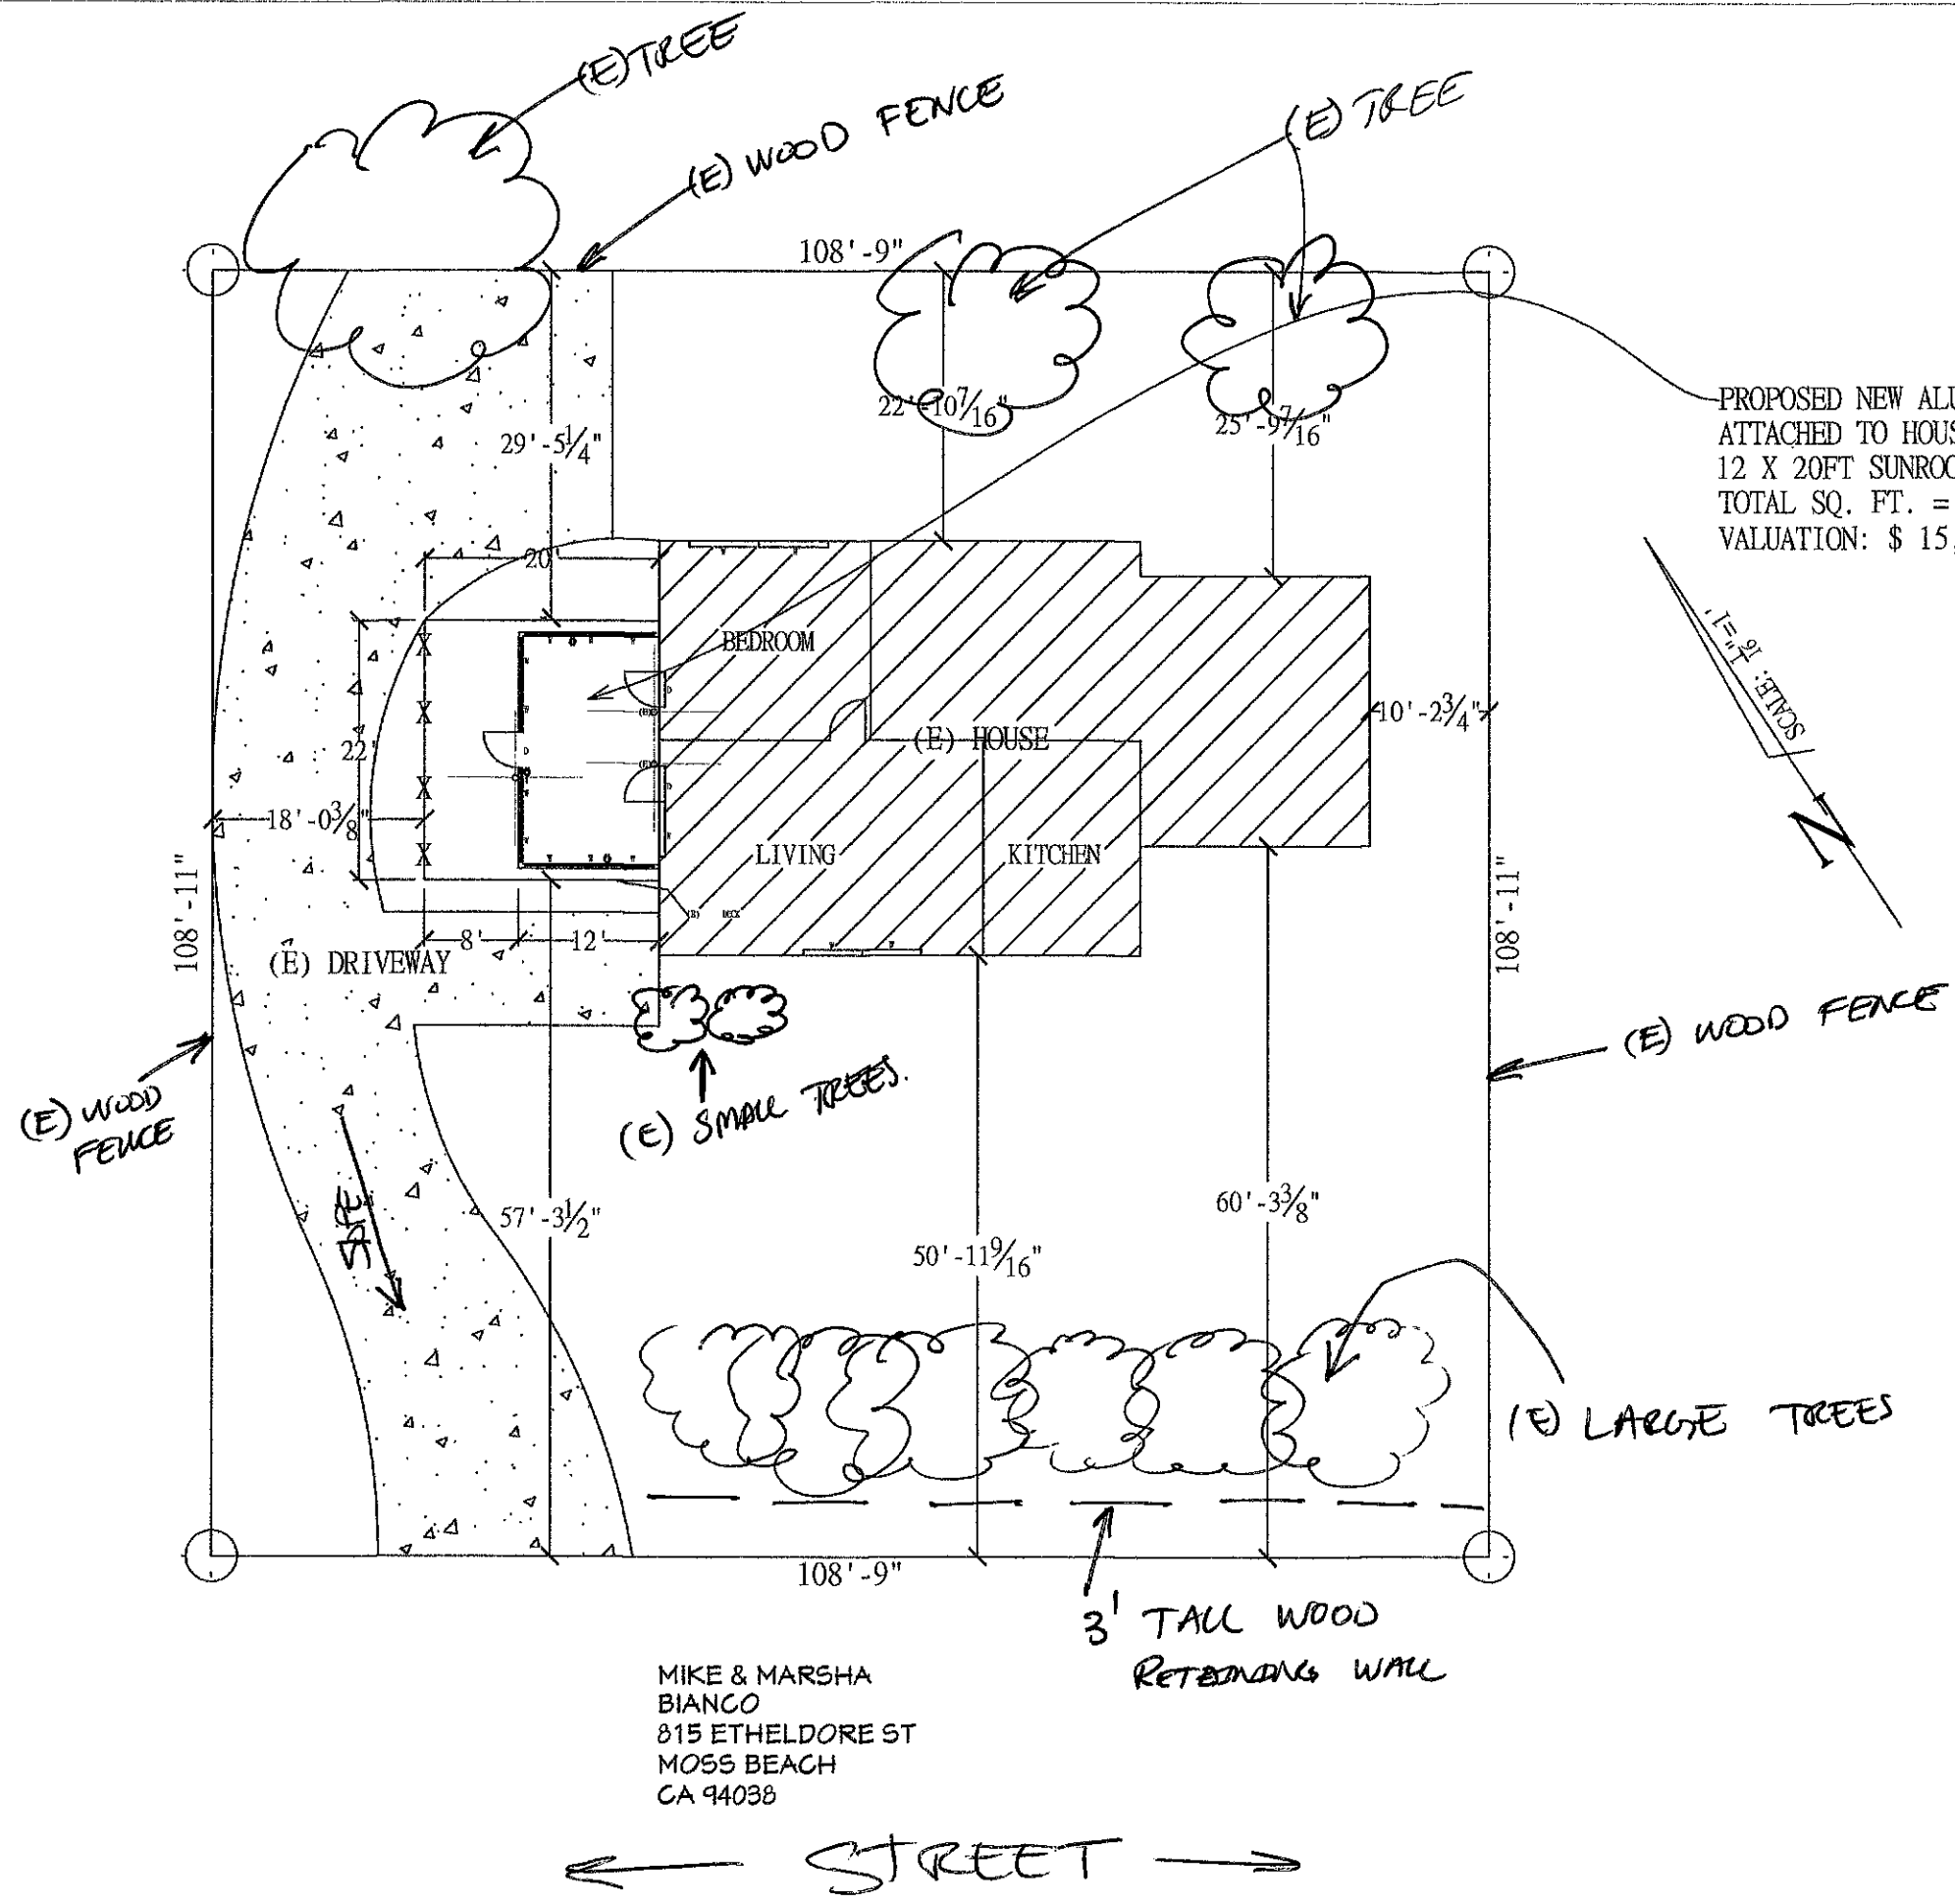 (E) TREE
(E) WOOD FENCE
(E) TREE
108'-9"
22'-10 7/16"
25'-9 7/16"
29'-5 1/4"
PROPOSED NEW ALU
ATTACHED TO HOUS
12 X 20FT SUNROO
TOTAL SQ. FT. =
VALUATION: $ 15,
20'
BEDROOM
SCALE: 1/16"=1'
22'
(E) HOUSE
10'-2 3/4"
18'-0 3/8"
N
LIVING
KITCHEN
108'-11"
108'-11"
(E) DECK
8'
12'
(E) DRIVEWAY
(E) WOOD FENCE
(E) WOOD
FENCE
(E) SMALL TREES.
57'-3 1/2"
50'-11 9/16"
60'-3 3/8"
(E) LARGE TREES
108'-9"
3' TALL WOOD
RETAINING WALL
MIKE & MARSHA
BIANCO
815 ETHELDORE ST
MOSS BEACH
CA 94038
STREET